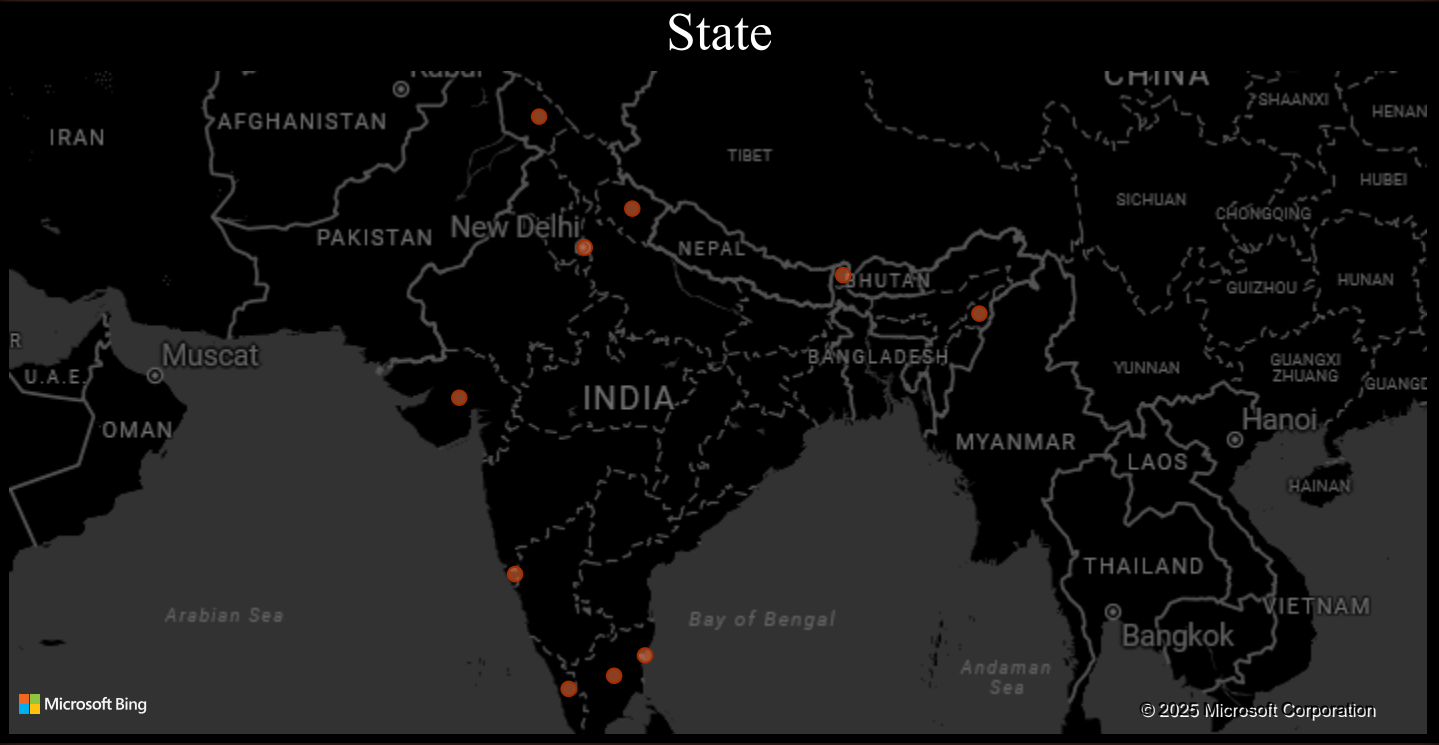 State
Kabul
CHINA
SHAANXI
HENAN
AFGHANISTAN
IRAN
TIBET
HUBEI
SICHUAN
CHONGQING
New Delhi
PAKISTAN
NEPAL
BHUTAN
HUNAN
GUIZHOU
R
Muscat
BANGLADESH
YUNNAN
GUANGXI
ZHUANG
U.A.E.
GUANGD
INDIA
OMAN
Hanoi
MYANMAR
LAOS
HAINAN
THAILAND
VIETNAM
Arabian Sea
Bay of Bengal
Bangkok
Andaman
Sea
Microsoft Bing
© 2025 Microsoft Corporation